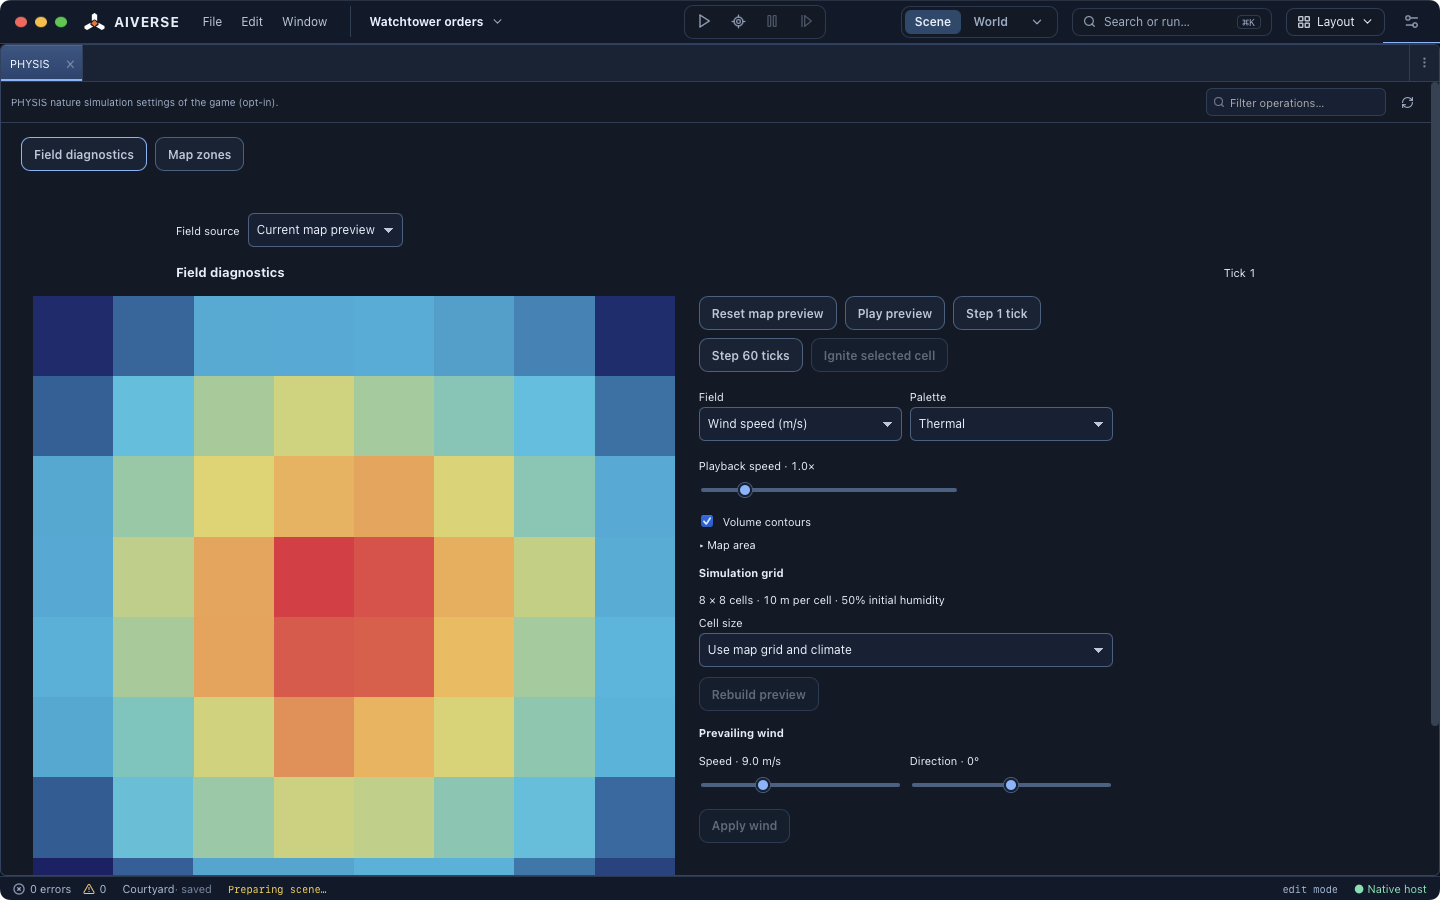 AIVERSE File Edit Window Watchtower orders Scene World Search or run... ⌘K Layout
PHYSIS
PHYSIS nature simulation settings of the game (opt-in). Filter operations...
Field diagnostics Map zones
Field source Current map preview
Field diagnostics Tick 1
Reset map preview Play preview Step 1 tick
Step 60 ticks Ignite selected cell
Field Palette
Wind speed (m/s) Thermal
Playback speed · 1.0×
Volume contours
Map area
Simulation grid
8 × 8 cells · 10 m per cell · 50% initial humidity
Cell size
Use map grid and climate
Rebuild preview
Prevailing wind
Speed · 9.0 m/s Direction · 0°
Apply wind
0 errors 0 Courtyard · saved Preparing scene… edit mode Native host